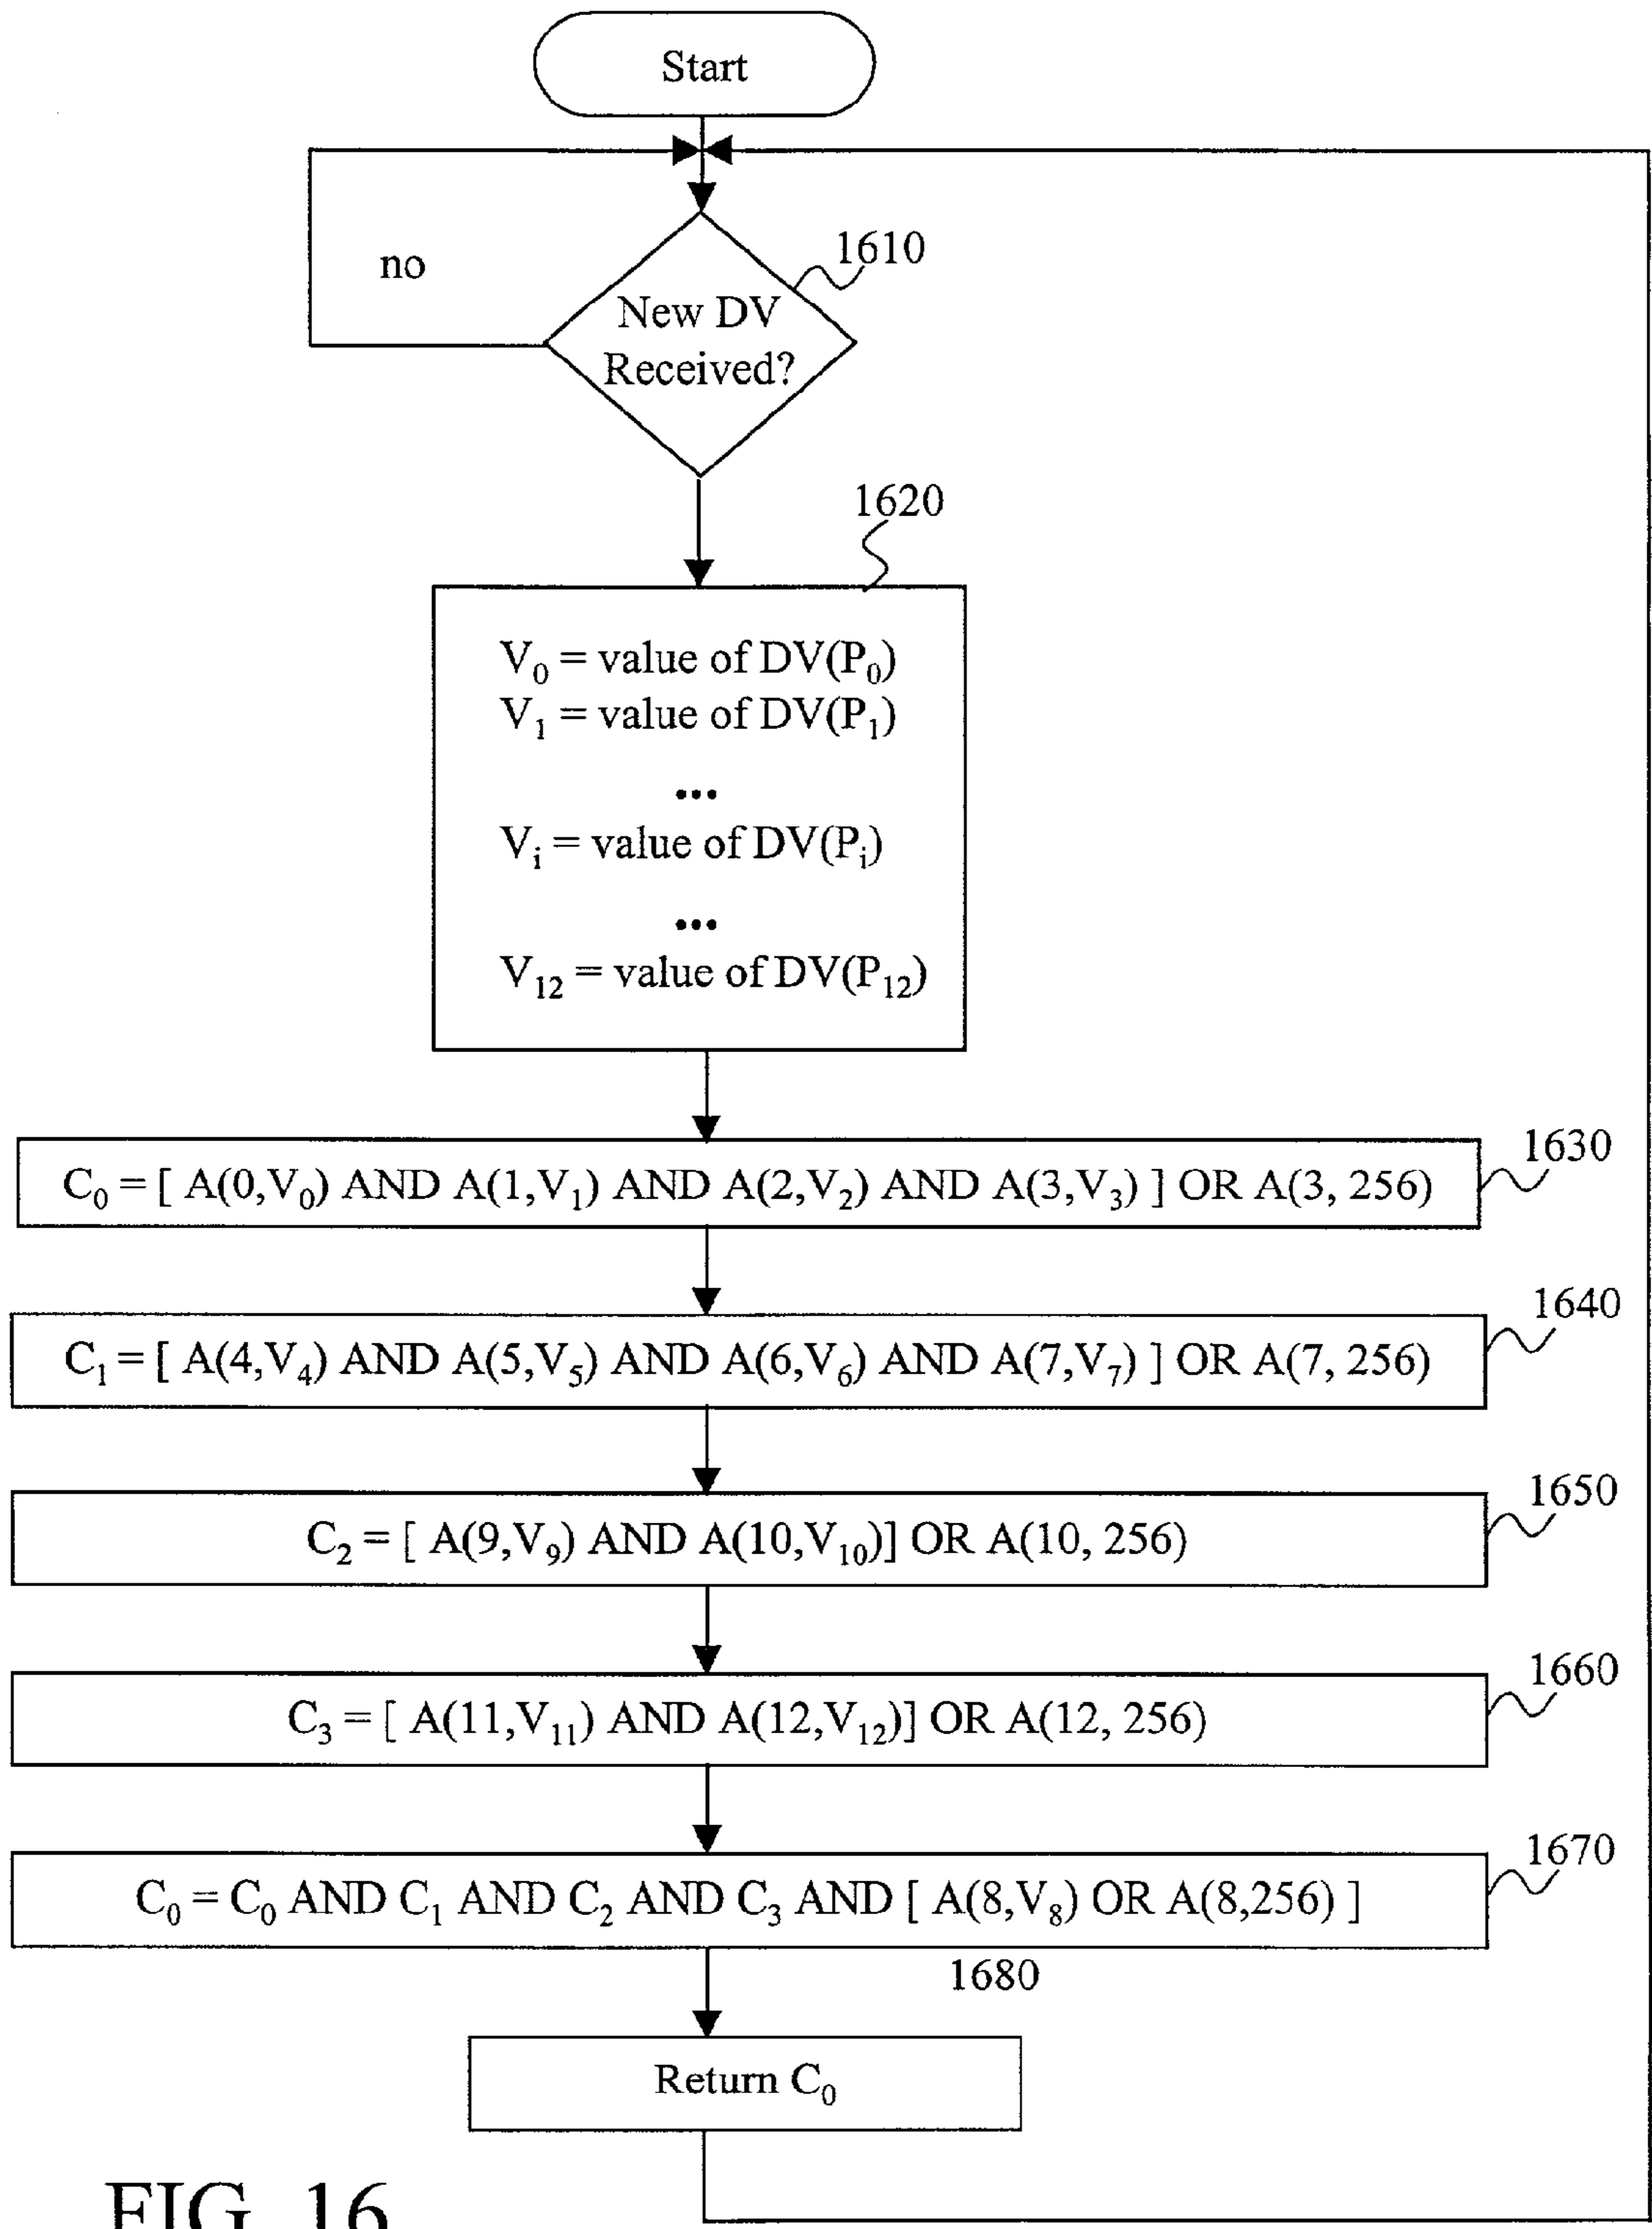 Start
no
1610
New DV
Received?
1620
V₀ = value of DV(P₀)
V₁ = value of DV(P₁)
...
Vᵢ = value of DV(Pᵢ)
...
V₁₂ = value of DV(P₁₂)
1630
C₀ = [ A(0,V₀) AND A(1,V₁) AND A(2,V₂) AND A(3,V₃) ] OR A(3, 256)
1640
C₁ = [ A(4,V₄) AND A(5,V₅) AND A(6,V₆) AND A(7,V₇) ] OR A(7, 256)
1650
C₂ = [ A(9,V₉) AND A(10,V₁₀)] OR A(10, 256)
1660
C₃ = [ A(11,V₁₁) AND A(12,V₁₂)] OR A(12, 256)
1670
C₀ = C₀ AND C₁ AND C₂ AND C₃ AND [ A(8,V₈) OR A(8,256) ]
1680
Return C₀
FIG. 16